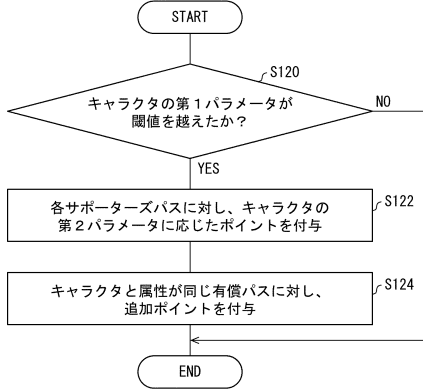 START
S120
キャラクタの第１パラメータが
閾値を越えたか？
NO
YES
S122
各サポーターズパスに対し、キャラクタの
第２パラメータに応じたポイントを付与
S124
キャラクタと属性が同じ有償パスに対し、
追加ポイントを付与
END